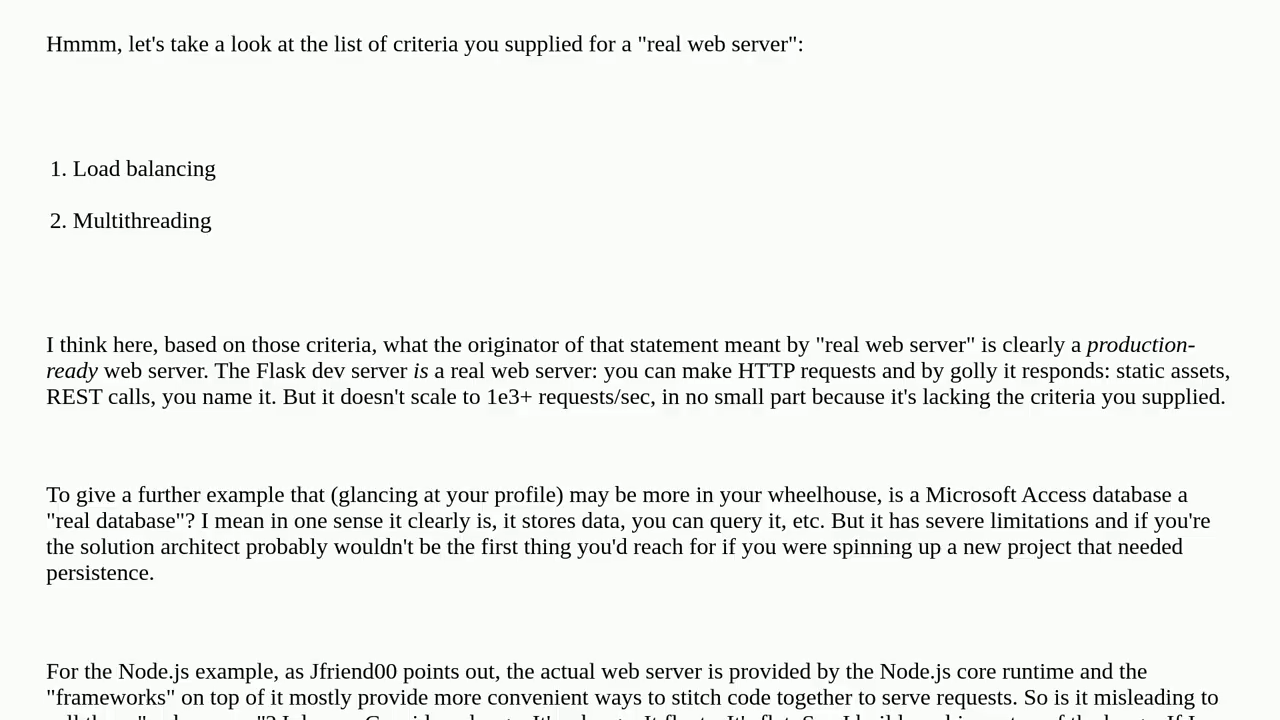 Hmmm, let's take a look at the list of criteria you supplied for a "real web server":
1. Load balancing
2. Multithreading
I think here, based on those criteria, what the originator of that statement meant by "real web server" is clearly a production-
ready web server. The Flask dev server is a real web server: you can make HTTP requests and by golly it responds: static assets,
REST calls, you name it. But it doesn't scale to 1e3+ requests/sec, in no small part because it's lacking the criteria you supplied.
To give a further example that (glancing at your profile) may be more in your wheelhouse, is a Microsoft Access database a
"real database"? I mean in one sense it clearly is, it stores data, you can query it, etc. But it has severe limitations and if you're
the solution architect probably wouldn't be the first thing you'd reach for if you were spinning up a new project that needed
persistence.
For the Node.js example, as Jfriend00 points out, the actual web server is provided by the Node.js core runtime and the
"frameworks" on top of it mostly provide more convenient ways to stitch code together to serve requests. So is it misleading to